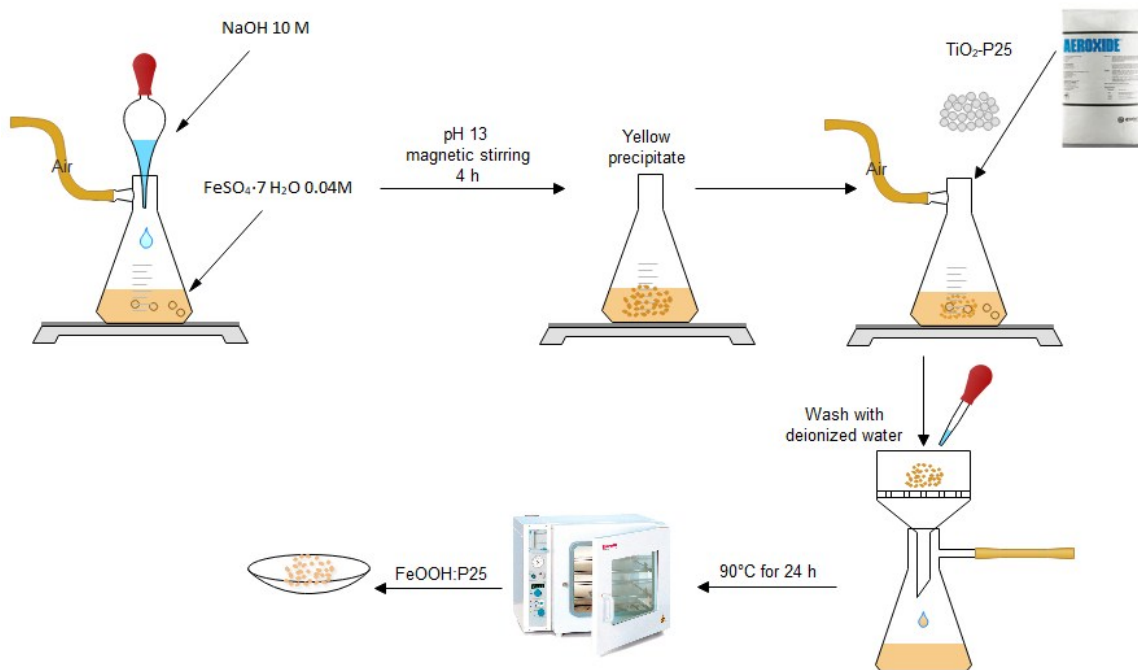 NaOH 10 M
Air
FeSO₄·7 H₂O 0.04M
pH 13
magnetic stirring
4 h
Yellow
precipitate
TiO₂-P25
AEROXIDE
Air
Wash with
deionized water
90°C for 24 h
FeOOH:P25